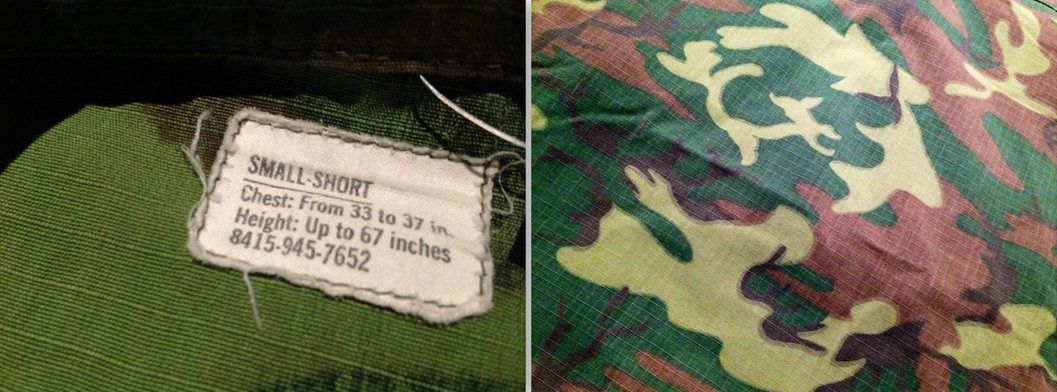 SMALL-SHORT
Chest: From 33 to 37 in.
Height: Up to 67 inches
8415-945-7652